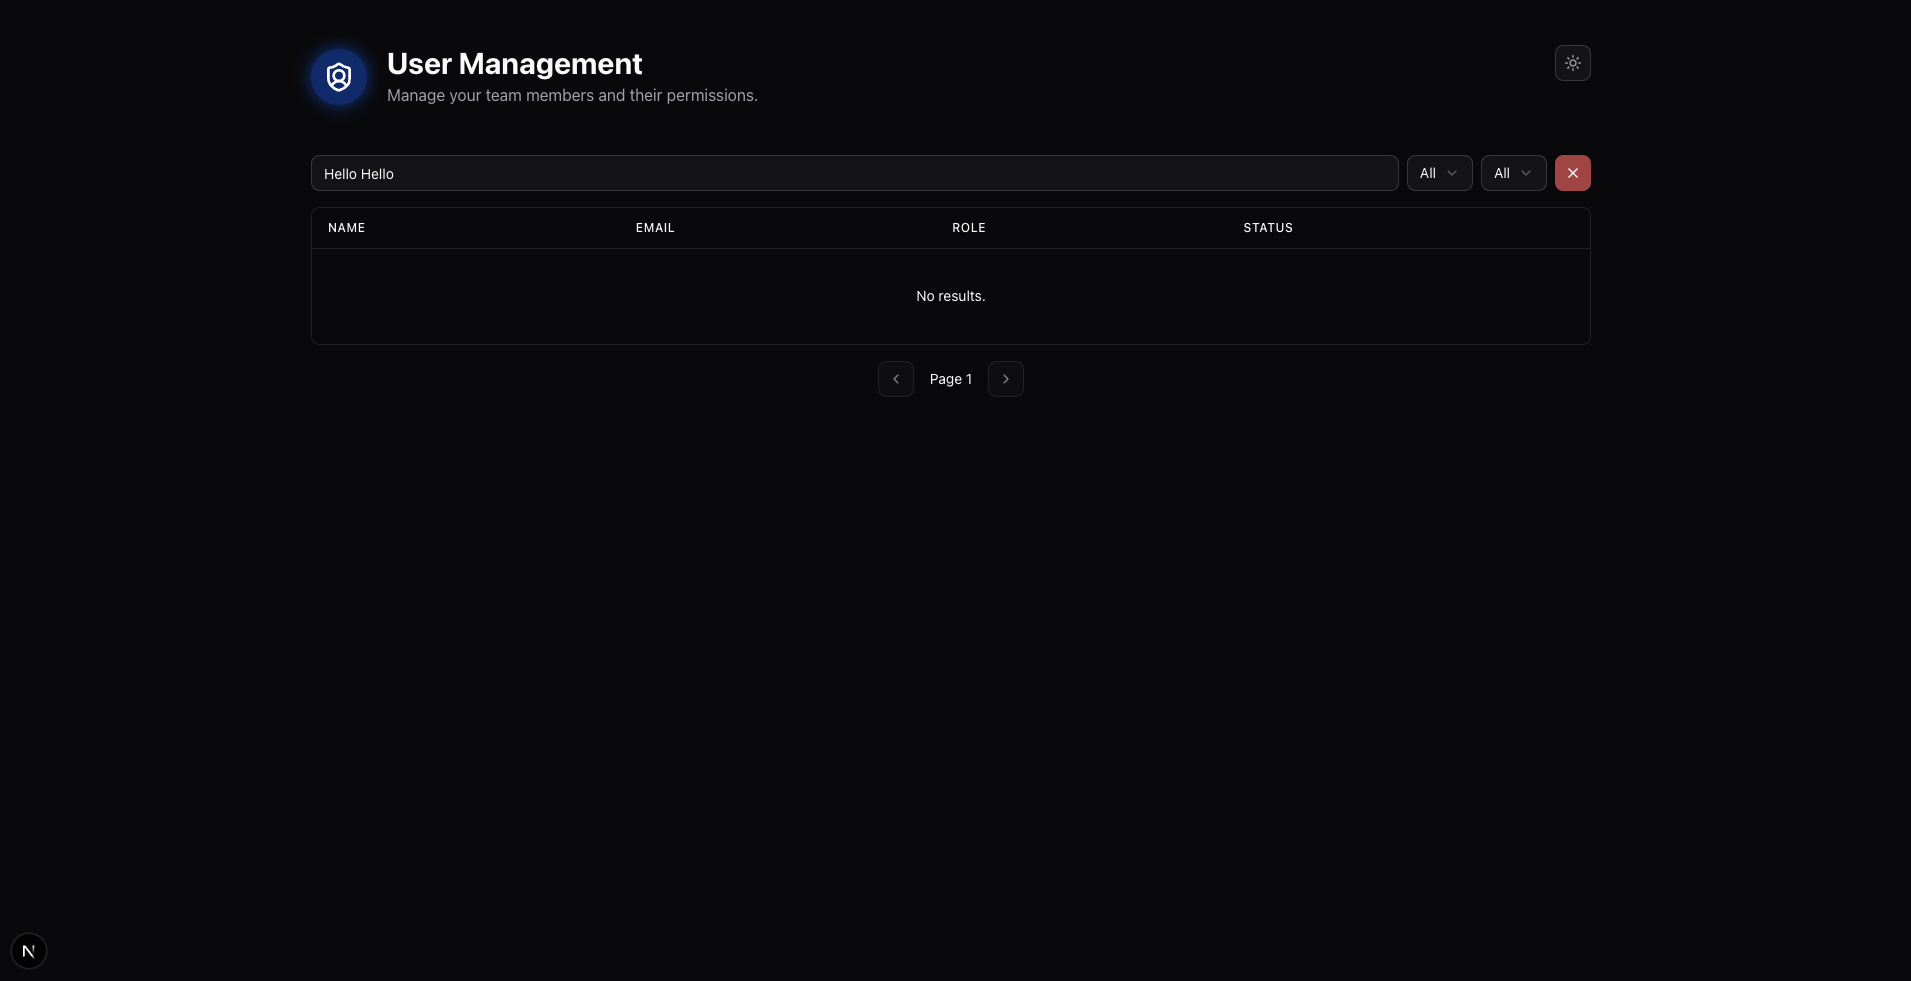 User Management
Manage your team members and their permissions.
Hello Hello
All
All
NAME EMAIL ROLE STATUS
No results.
Page 1
N